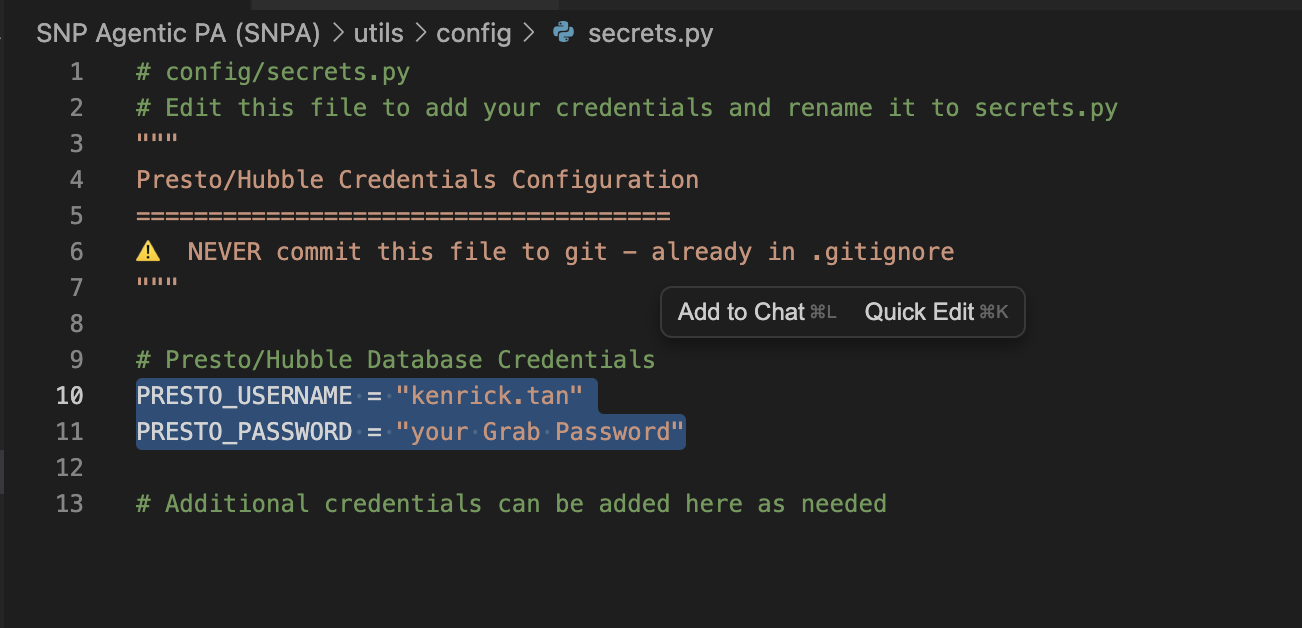 SNP Agentic PA (SNPA) > utils > config > secrets.py
1 # config/secrets.py
2 # Edit this file to add your credentials and rename it to secrets.py
3 """
4 Presto/Hubble Credentials Configuration
5 =====================================
6 ⚠️ NEVER commit this file to git – already in .gitignore
7 """
8
Add to Chat ⌘L Quick Edit ⌘K
9 # Presto/Hubble Database Credentials
10 PRESTO_USERNAME = "kenrick.tan"
11 PRESTO_PASSWORD = "your Grab Password"
12
13 # Additional credentials can be added here as needed